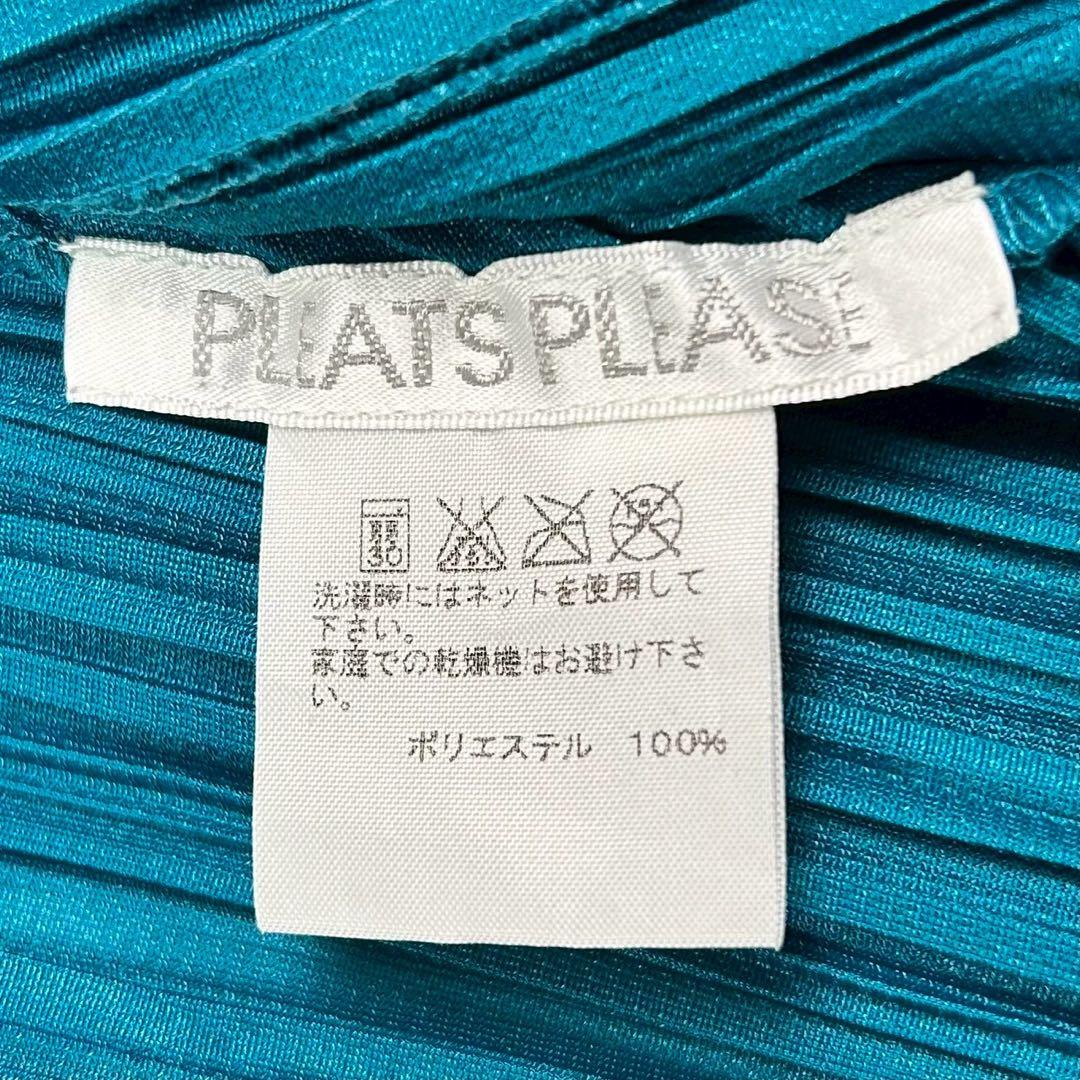 PLEATS PLEASE
30
洗濯時にはネットを使用して
下さい。
家庭での乾燥機はお避け下さ
い。
ポリエステル 100%